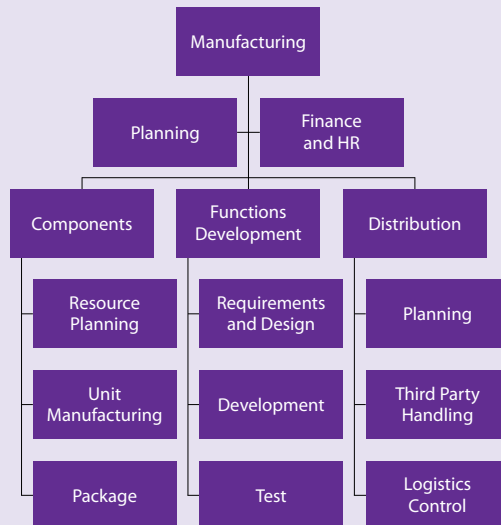 Manufacturing
Planning
Finance
and HR
Components
Functions
Development
Distribution
Resource
Planning
Requirements
and Design
Planning
Unit
Manufacturing
Development
Third Party
Handling
Package
Test
Logistics
Control